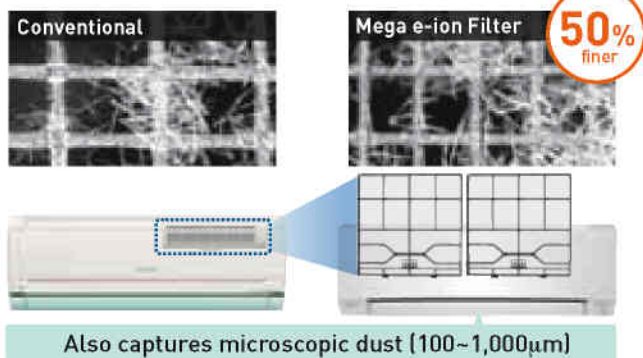 Conventional
Mega e-ion Filter
50%
finer
Also captures microscopic dust (100~1,000μm)